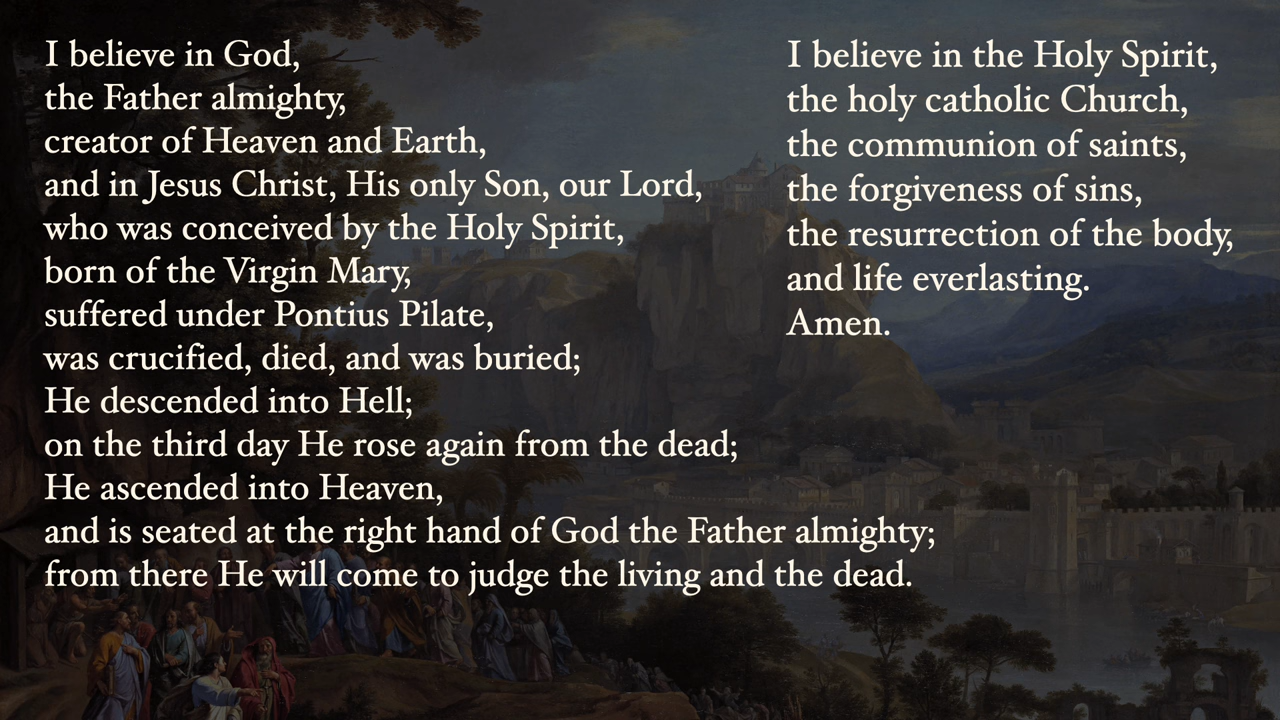 I believe in God,
the Father almighty,
creator of Heaven and Earth,
and in Jesus Christ, His only Son, our Lord,
who was conceived by the Holy Spirit,
born of the Virgin Mary,
suffered under Pontius Pilate,
was crucified, died, and was buried;
He descended into Hell;
on the third day He rose again from the dead;
He ascended into Heaven,
and is seated at the right hand of God the Father almighty;
from there He will come to judge the living and the dead.
I believe in the Holy Spirit,
the holy catholic Church,
the communion of saints,
the forgiveness of sins,
the resurrection of the body,
and life everlasting.
Amen.